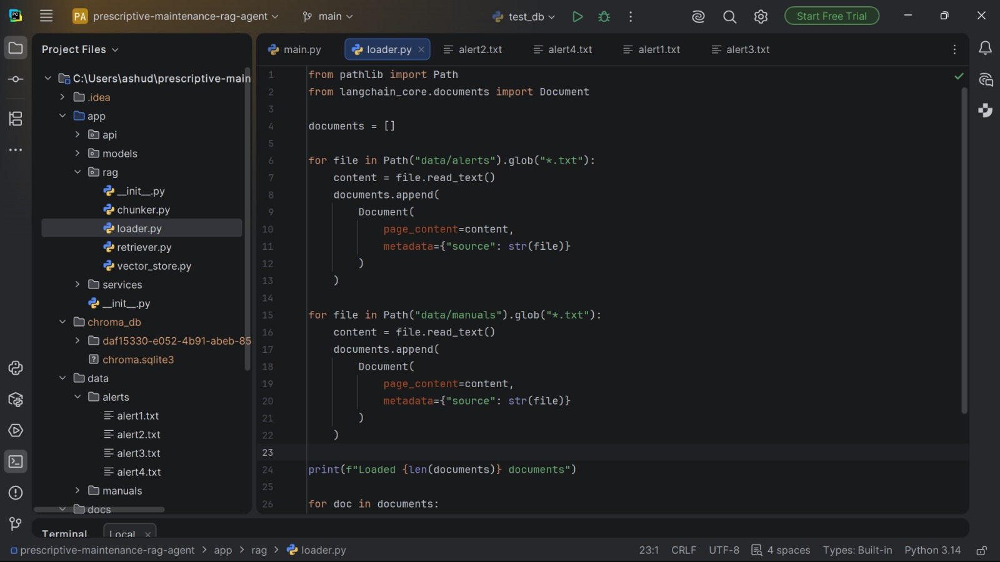 PC
PA prescriptive-maintenance-rag-agent main test_db Start Free Trial
Project Files
C:\Users\ashud\prescriptive-main
.idea
app
api
models
rag
__init__.py
chunker.py
loader.py
retriever.py
vector_store.py
services
__init__.py
chroma_db
daf15330-e052-4b91-abeb-85
chroma.sqlite3
data
alerts
alert1.txt
alert2.txt
alert3.txt
alert4.txt
manuals
docs
main.py loader.py alert2.txt alert4.txt alert1.txt alert3.txt
1 from pathlib import Path
2 from langchain_core.documents import Document
3
4 documents = []
5
6 for file in Path("data/alerts").glob("*.txt"):
7     content = file.read_text()
8     documents.append(
9         Document(
10             page_content=content,
11             metadata={"source": str(file)}
12         )
13     )
14
15 for file in Path("data/manuals").glob("*.txt"):
16     content = file.read_text()
17     documents.append(
18         Document(
19             page_content=content,
20             metadata={"source": str(file)}
21         )
22     )
23
24 print(f"Loaded {len(documents)} documents")
25
26 for doc in documents:
Terminal Local
prescriptive-maintenance-rag-agent > app > rag > loader.py 23:1 CRLF UTF-8 4 spaces Types: Built-in Python 3.14